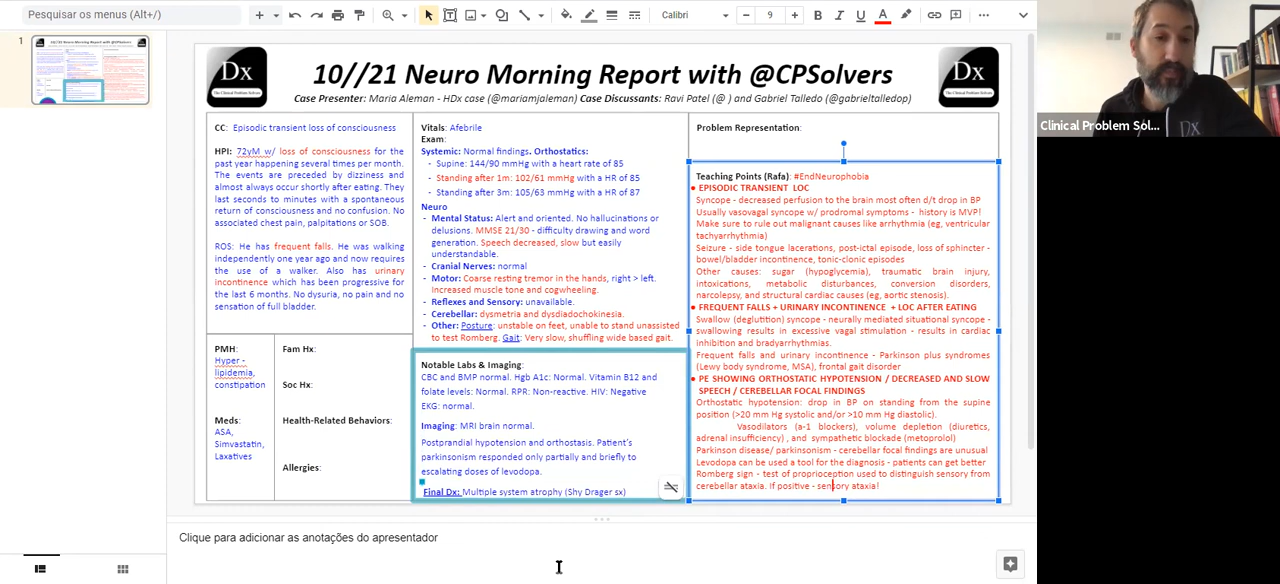 Pesquisar os menus (Alt+/)
Calibri
9
B I U A
1
Dx
The Clinical Problem Solvers
10//21 Neuro Morning Report with @CPSolvers
Case Presenter: Maria Aleman - HDx case (@mariamjaleman) Case Discussants: Ravi Patel (@ ) and Gabriel Talledo (@gabrieltalledop)
Dx
The Clinical Problem Solvers
CC: Episodic transient loss of consciousness
HPI: 72yM w/ loss of consciousness for the
past year happening several times per month.
The events are preceded by dizziness and
almost always occur shortly after eating. They
last seconds to minutes with a spontaneous
return of consciousness and no confusion. No
associated chest pain, palpitations or SOB.
ROS: He has frequent falls. He was walking
independently one year ago and now requires
the use of a walker. Also has urinary
incontinence which has been progressive for
the last 6 months. No dysuria, no pain and no
sensation of full bladder.
PMH:
Hyper -
lipidemia,
constipation
Meds:
ASA,
Simvastatin,
Laxatives
Fam Hx:
Soc Hx:
Health-Related Behaviors:
Allergies:
Vitals: Afebrile
Exam:
Systemic: Normal findings. Orthostatics:
- Supine: 144/90 mmHg with a heart rate of 85
- Standing after 1m: 102/61 mmHg with a HR of 85
- Standing after 3m: 105/63 mmHg with a HR of 87
Neuro
- Mental Status: Alert and oriented. No hallucinations or
delusions. MMSE 21/30 - difficulty drawing and word
generation. Speech decreased, slow but easily
understandable.
- Cranial Nerves: normal
- Motor: Coarse resting tremor in the hands, right > left.
Increased muscle tone and cogwheeling.
- Reflexes and Sensory: unavailable.
- Cerebellar: dysmetria and dysdiadochokinesia.
- Other: Posture: unstable on feet, unable to stand unassisted
to test Romberg. Gait: Very slow, shuffling wide based gait.
Notable Labs & Imaging:
CBC and BMP normal. Hgb A1c: Normal. Vitamin B12 and
folate levels: Normal. RPR: Non-reactive. HIV: Negative
EKG: normal.
Imaging: MRI brain normal.
Postprandial hypotension and orthostasis. Patient's
parkinsonism responded only partially and briefly to
escalating doses of levodopa.
Final Dx: Multiple system atrophy (Shy Drager sx)
Problem Representation:
Teaching Points (Rafa): #EndNeurophobia
● EPISODIC TRANSIENT LOC
Syncope - decreased perfusion to the brain most often d/t drop in BP
Usually vasovagal syncope w/ prodromal symptoms - history is MVP!
Make sure to rule out malignant causes like arrhythmia (eg, ventricular
tachyarrhythmia)
Seizure - side tongue lacerations, post-ictal episode, loss of sphincter -
bowel/bladder incontinence, tonic-clonic episodes
Other causes: sugar (hypoglycemia), traumatic brain injury,
intoxications, metabolic disturbances, conversion disorders,
narcolepsy, and structural cardiac causes (eg, aortic stenosis).
● FREQUENT FALLS + URINARY INCONTINENCE + LOC AFTER EATING
Swallow (deglutition) syncope - neurally mediated situational syncope -
swallowing results in excessive vagal stimulation - results in cardiac
inhibition and bradyarrhythmias.
Frequent falls and urinary incontinence - Parkinson plus syndromes
(Lewy body syndrome, MSA), frontal gait disorder
● PE SHOWING ORTHOSTATIC HYPOTENSION / DECREASED AND SLOW
SPEECH / CEREBELLAR FOCAL FINDINGS
Orthostatic hypotension: drop in BP on standing from the supine
position (>20 mm Hg systolic and/or >10 mm Hg diastolic).
Vasodilators (a-1 blockers), volume depletion (diuretics,
adrenal insufficiency) , and sympathetic blockade (metoprolol)
Parkinson disease/ parkinsonism - cerebellar focal findings are unusual
Levodopa can be used a tool for the diagnosis - patients can get better
Romberg sign - test of proprioception used to distinguish sensory from
cerebellar ataxia. If positive - sensory ataxia!
Clique para adicionar as anotações do apresentador
Clinical Problem Sol...
Dx